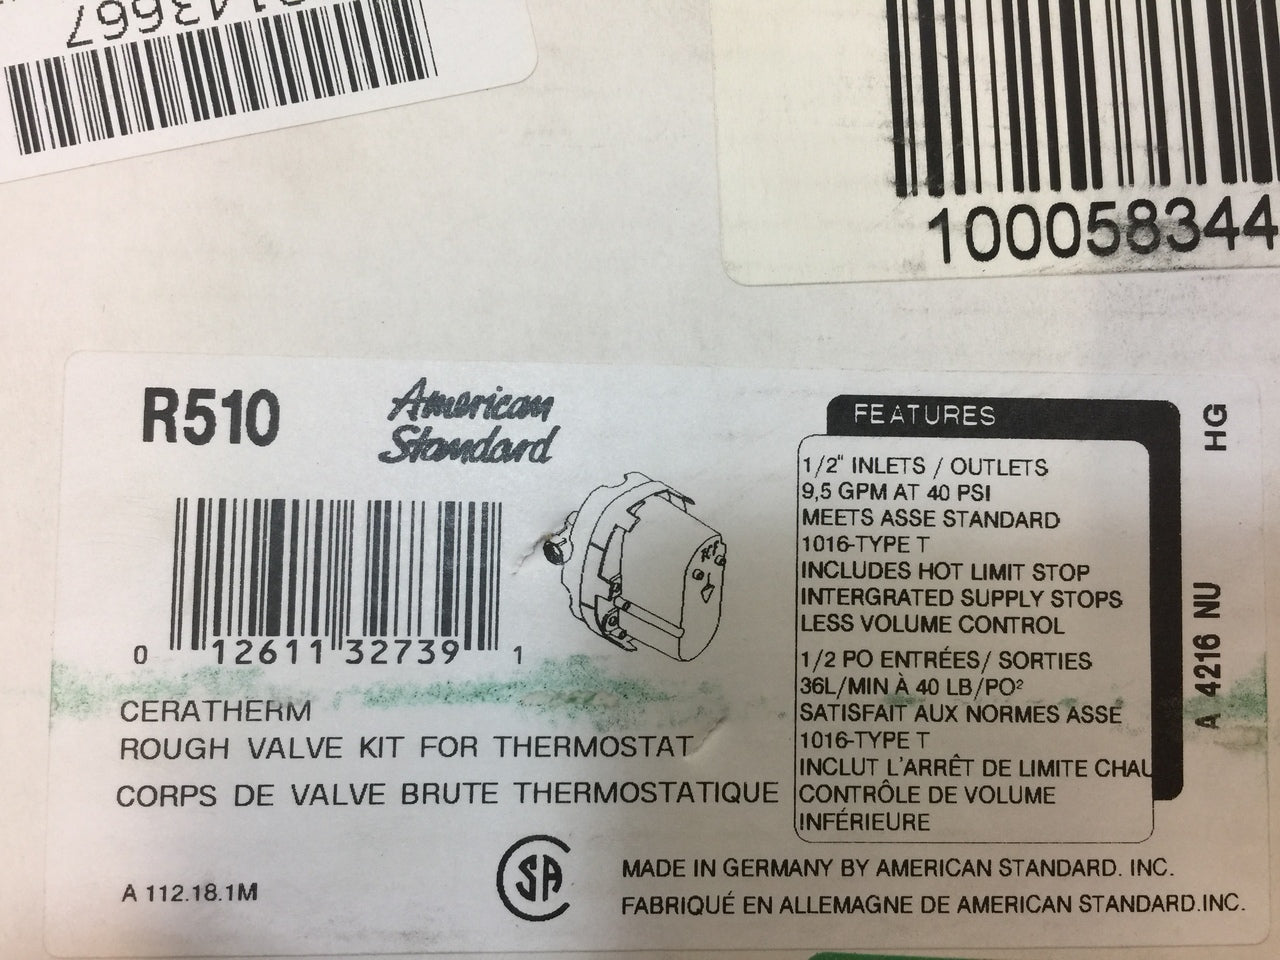 100058344
R510
American
Standard
0 12611 32739 1
CERATHERM
ROUGH VALVE KIT FOR THERMOSTAT
CORPS DE VALVE BRUTE THERMOSTATIQUE
FEATURES
1/2" INLETS / OUTLETS
9,5 GPM AT 40 PSI
MEETS ASSE STANDARD
1016-TYPE T
INCLUDES HOT LIMIT STOP
INTERGRATED SUPPLY STOPS
LESS VOLUME CONTROL
1/2 PO ENTRÉES/ SORTIES
36L/MIN À 40 LB/PO²
SATISFAIT AUX NORMES ASSE
1016-TYPE T
INCLUT L'ARRÊT DE LIMITE CHAU
CONTRÔLE DE VOLUME
INFÉRIEURE
HG
A 4216 NU
A 112.18.1M
SA
MADE IN GERMANY BY AMERICAN STANDARD. INC.
FABRIQUÉ EN ALLEMAGNE DE AMERICAN STANDARD.INC.